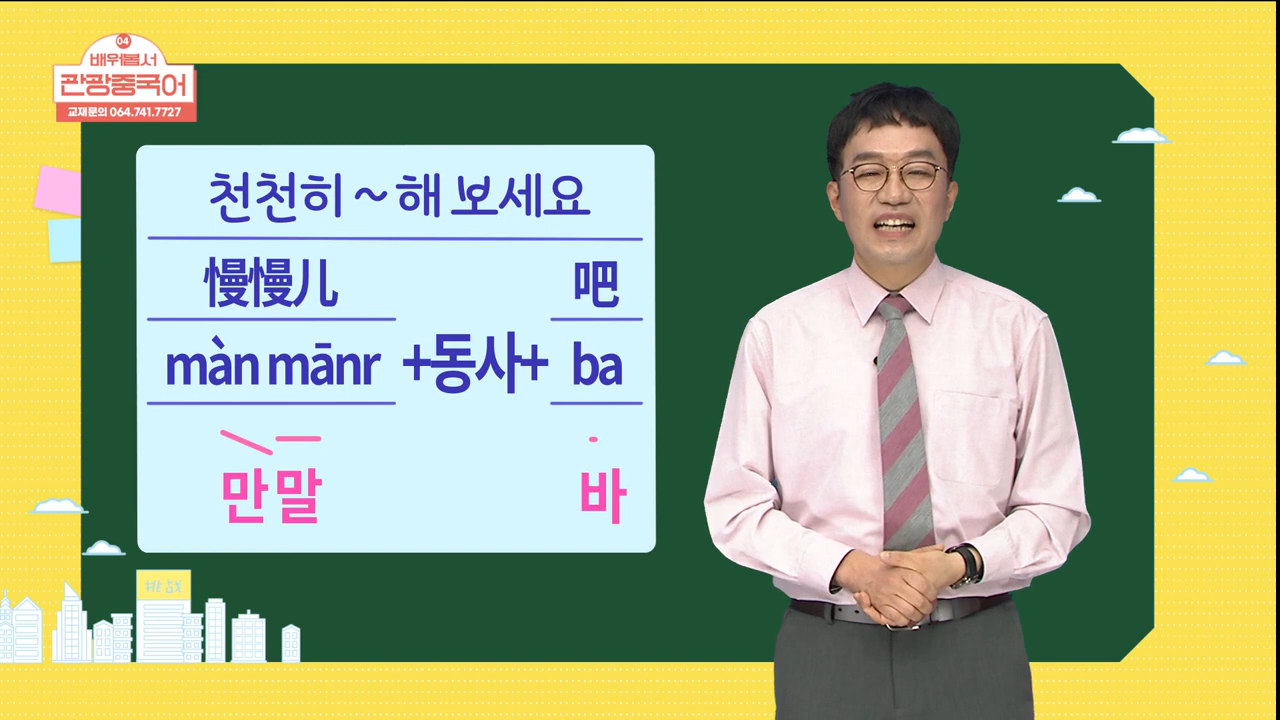 04
배워봅서
관광중국어
교재문의 064.741.7727
천천히 ~ 해 보세요
慢慢儿 吧
màn mānr +동사+ ba
만말 바